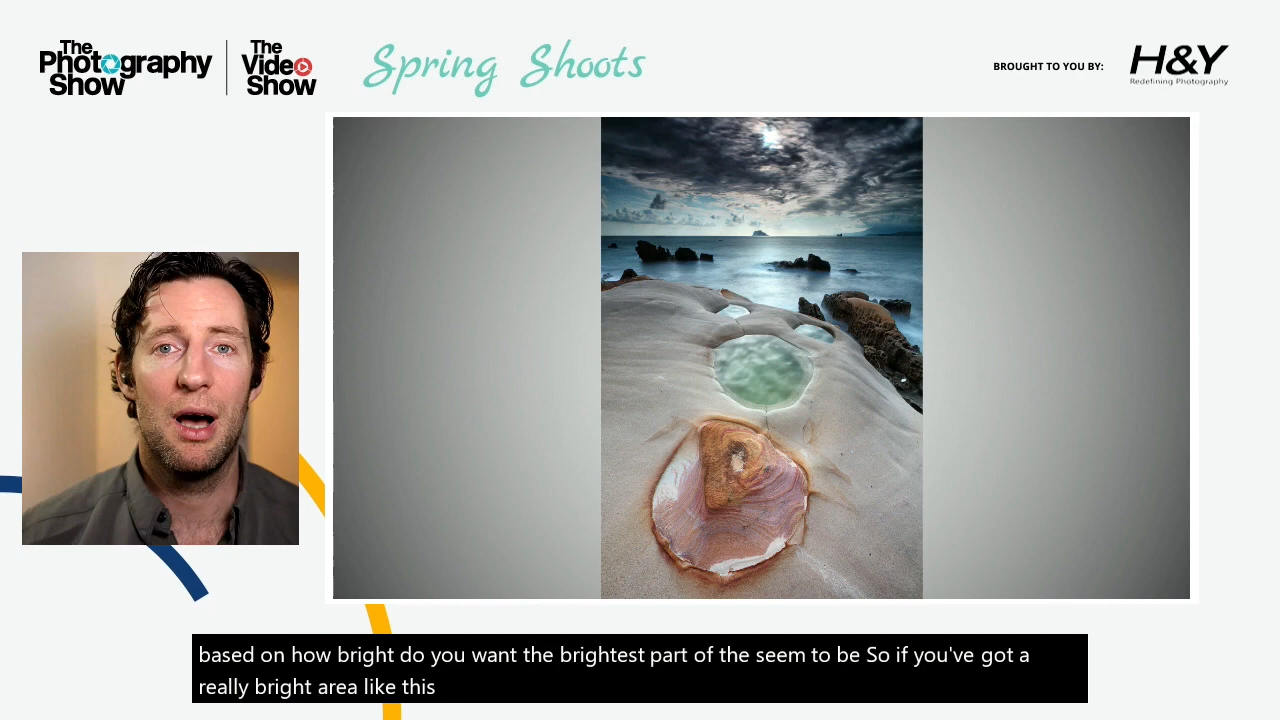 The Photography Show
The Video Show
Spring Shoots
BROUGHT TO YOU BY:
H&Y
Redefining Photography
based on how bright do you want the brightest part of the seem to be So if you've got a
really bright area like this